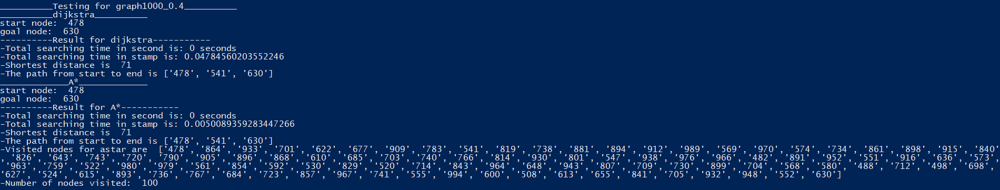 __________Testing for graph1000_0.4__________
__________dijkstra__________
start node:  478
goal node:  630
----------Result for dijkstra-----------
-Total searching time in second is: 0 seconds
-Total searching time in stamp is: 0.04784560203552246
-Shortest distance is  71
-The path from start to end is ['478', '541', '630']
_____________A*_____________
start node:  478
goal node:  630
----------Result for A*-----------
-Total searching time in second is: 0 seconds
-Total searching time in stamp is: 0.0050089359283447266
-Shortest distance is  71
-The path from start to end is ['478', '541', '630']
-Visited nodes for astar are  ['478', '864', '933', '701', '622', '677', '909', '783', '541', '819', '738', '881', '894', '912', '989', '569', '970', '574', '734', '861', '898', '915', '840'
, '826', '643', '743', '720', '790', '905', '896', '868', '610', '685', '703', '740', '766', '814', '930', '801', '547', '938', '976', '966', '482', '891', '952', '551', '916', '636', '573',
 '963', '759', '522', '980', '979', '561', '854', '592', '530', '829', '520', '714', '843', '964', '648', '943', '807', '709', '730', '899', '704', '568', '580', '488', '712', '498', '698',
'627', '524', '615', '893', '736', '767', '684', '723', '857', '967', '741', '555', '994', '600', '508', '613', '655', '841', '705', '932', '948', '552', '630']
-Number of nodes visited:  100